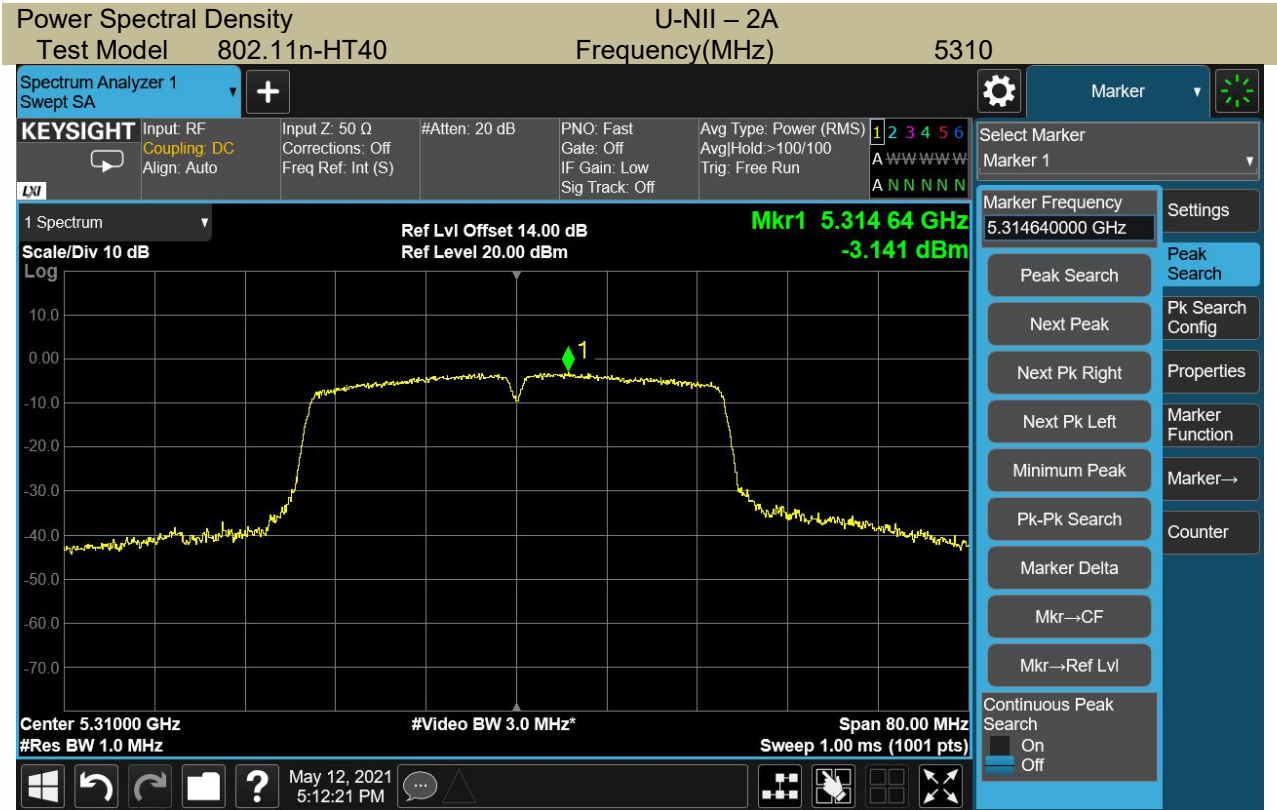 Power Spectral Density U-NII – 2A
Test Model 802.11n-HT40 Frequency(MHz) 5310
Spectrum Analyzer 1
Swept SA
+
Marker
KEYSIGHT
LXI
Input: RF
Coupling: DC
Align: Auto
Input Z: 50 Ω
Corrections: Off
Freq Ref: Int (S)
#Atten: 20 dB
PNO: Fast
Gate: Off
IF Gain: Low
Sig Track: Off
Avg Type: Power (RMS)
Avg|Hold:>100/100
Trig: Free Run
1 2 3 4 5 6
A W W W W W
A N N N N N
Select Marker
Marker 1
1 Spectrum
Scale/Div 10 dB
Log
Ref Lvl Offset 14.00 dB
Ref Level 20.00 dBm
Mkr1 5.314 64 GHz
-3.141 dBm
10.0
0.00
-10.0
-20.0
-30.0
-40.0
-50.0
-60.0
-70.0
1
Center 5.31000 GHz
#Res BW 1.0 MHz
#Video BW 3.0 MHz*
Span 80.00 MHz
Sweep 1.00 ms (1001 pts)
Marker Frequency
5.314640000 GHz
Peak Search
Next Peak
Next Pk Right
Next Pk Left
Minimum Peak
Pk-Pk Search
Marker Delta
Mkr→CF
Mkr→Ref Lvl
Continuous Peak
Search
On
Off
Settings
Peak
Search
Pk Search
Config
Properties
Marker
Function
Marker→
Counter
?
May 12, 2021
5:12:21 PM